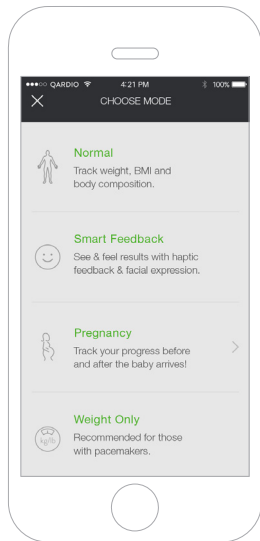 QARDIO 4:21 PM 100%
CHOOSE MODE
Normal
Track weight, BMI and
body composition.
Smart Feedback
See & feel results with haptic
feedback & facial expression.
Pregnancy
Track your progress before
and after the baby arrives!
Weight Only
kg/lb
Recommended for those
with pacemakers.